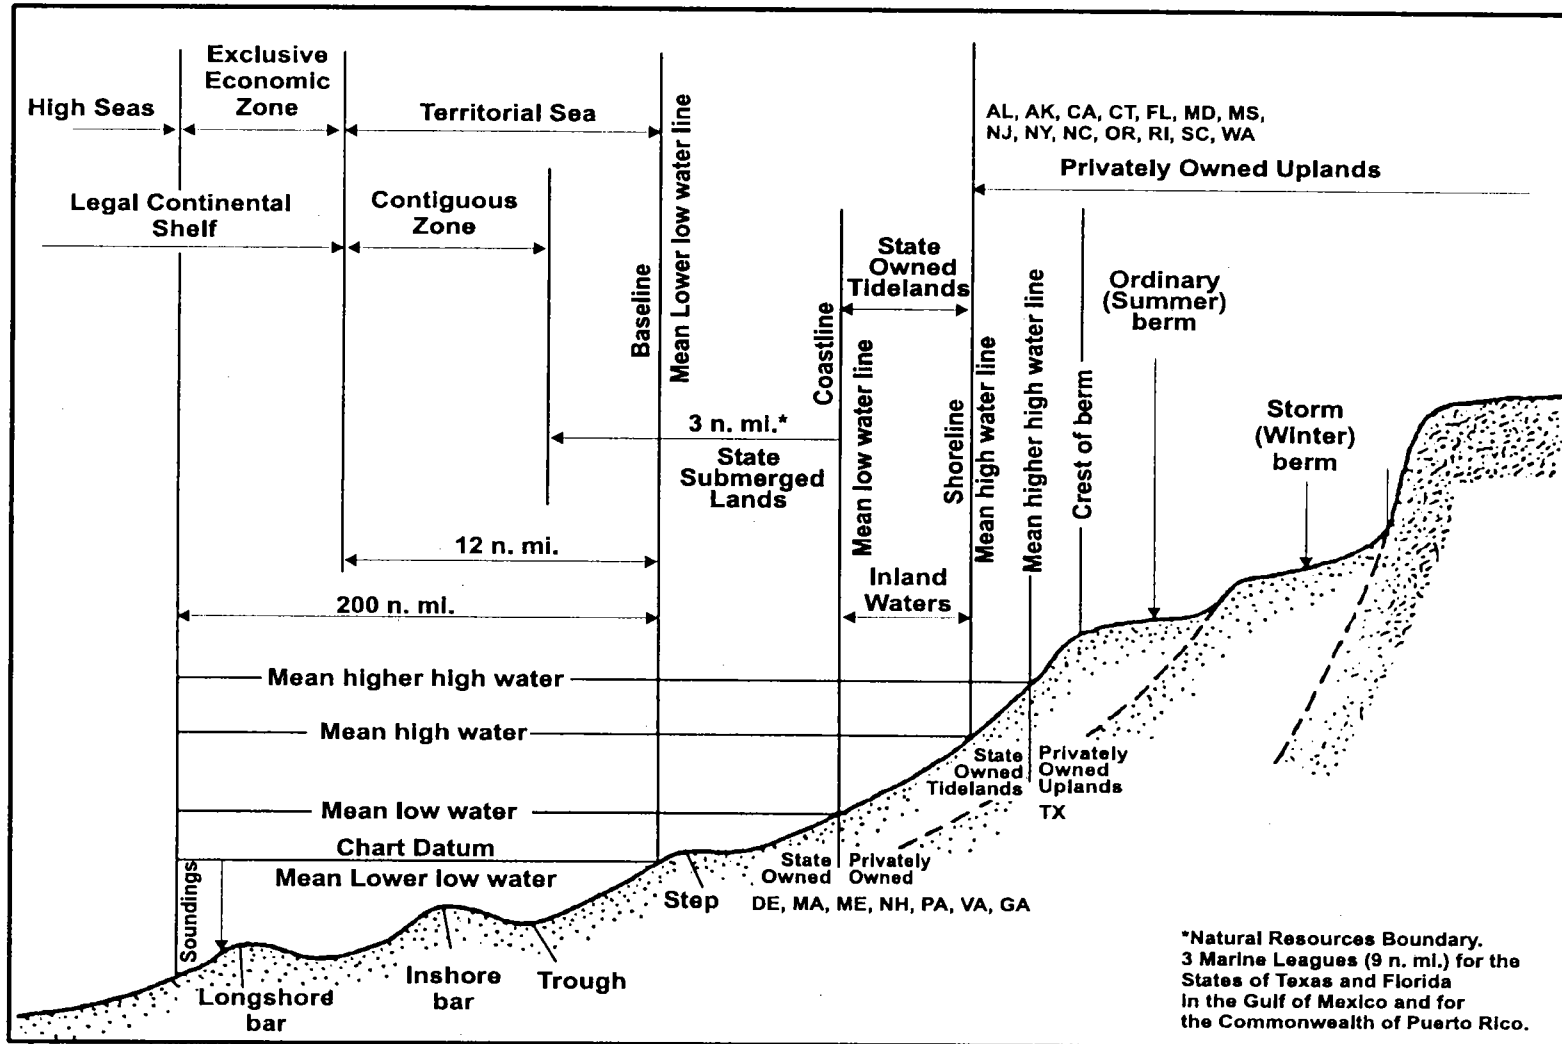 Exclusive
Economic
Zone
High Seas
Territorial Sea
Legal Continental
Shelf
Contiguous
Zone
Baseline
Mean Lower low water line
AL, AK, CA, CT, FL, MD, MS,
NJ, NY, NC, OR, RI, SC, WA
Privately Owned Uplands
State
Owned
Tidelands
Coastline
Mean low water line
Shoreline
Mean high water line
Mean higher high water line
Crest of berm
Ordinary
(Summer)
berm
Storm
(Winter)
berm
3 n. mi.*
State
Submerged
Lands
12 n. mi.
200 n. mi.
Inland
Waters
Mean higher high water
Mean high water
Mean low water
Chart Datum
Mean Lower low water
Soundings
State
Owned
Tidelands
Privately
Owned
Uplands
TX
State
Owned
Privately
Owned
DE, MA, ME, NH, PA, VA, GA
Step
Trough
Inshore
bar
Longshore
bar
*Natural Resources Boundary.
3 Marine Leagues (9 n. mi.) for the
States of Texas and Florida
in the Gulf of Mexico and for
the Commonwealth of Puerto Rico.